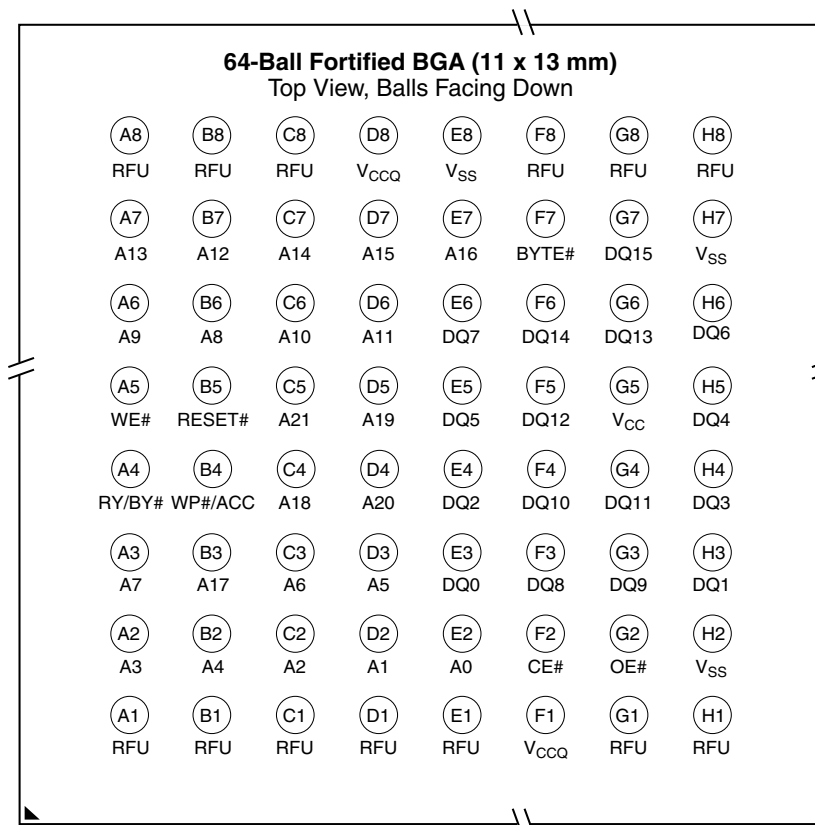 64-Ball Fortified BGA (11 x 13 mm)
Top View, Balls Facing Down
A8 B8 C8 D8 E8 F8 G8 H8
RFU RFU RFU VCCQ VSS RFU RFU RFU
A7 B7 C7 D7 E7 F7 G7 H7
A13 A12 A14 A15 A16 BYTE# DQ15 VSS
A6 B6 C6 D6 E6 F6 G6 H6
A9 A8 A10 A11 DQ7 DQ14 DQ13 DQ6
A5 B5 C5 D5 E5 F5 G5 H5
WE# RESET# A21 A19 DQ5 DQ12 VCC DQ4
A4 B4 C4 D4 E4 F4 G4 H4
RY/BY# WP#/ACC A18 A20 DQ2 DQ10 DQ11 DQ3
A3 B3 C3 D3 E3 F3 G3 H3
A7 A17 A6 A5 DQ0 DQ8 DQ9 DQ1
A2 B2 C2 D2 E2 F2 G2 H2
A3 A4 A2 A1 A0 CE# OE# VSS
A1 B1 C1 D1 E1 F1 G1 H1
RFU RFU RFU RFU RFU VCCQ RFU RFU